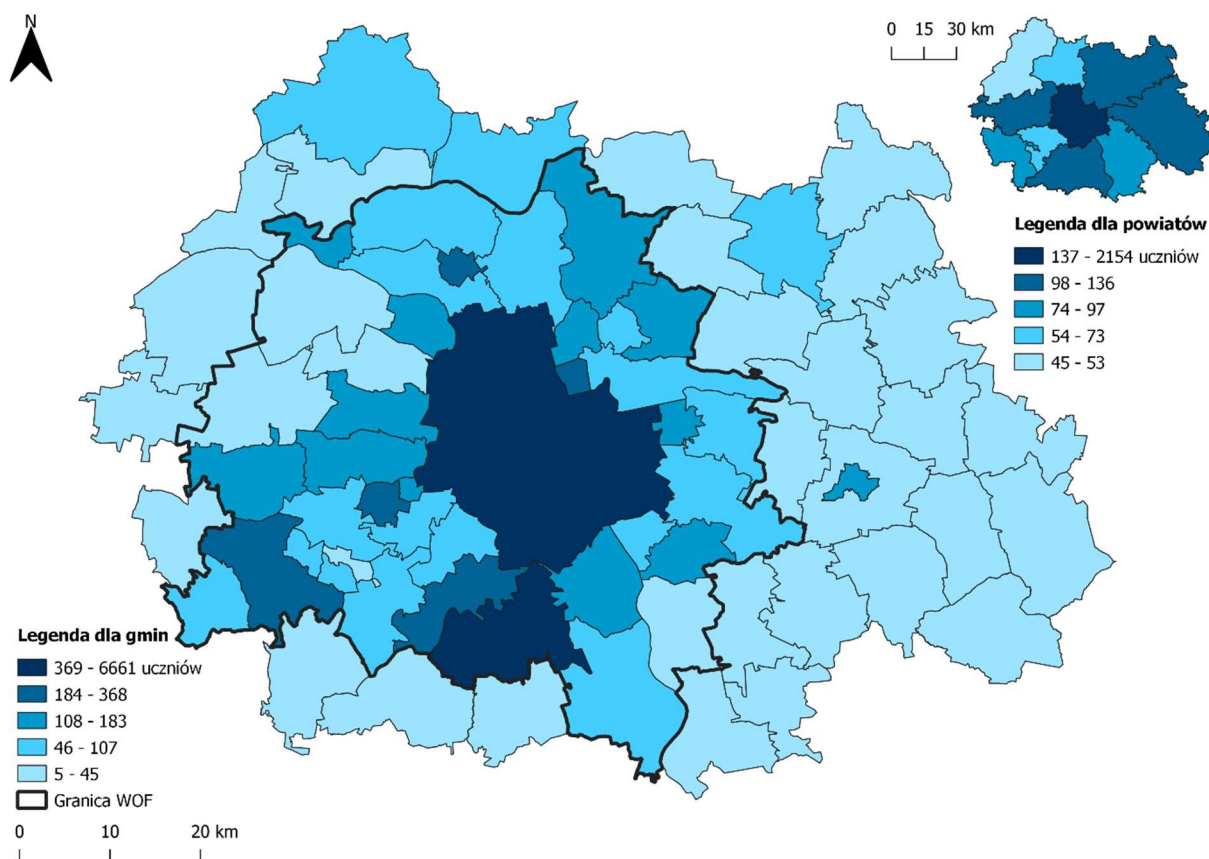 N
0 15 30 km
Legenda dla powiatów
137 - 2154 uczniów
98 - 136
74 - 97
54 - 73
45 - 53
Legenda dla gmin
369 - 6661 uczniów
184 - 368
108 - 183
46 - 107
5 - 45
Granica WOF
0 10 20 km